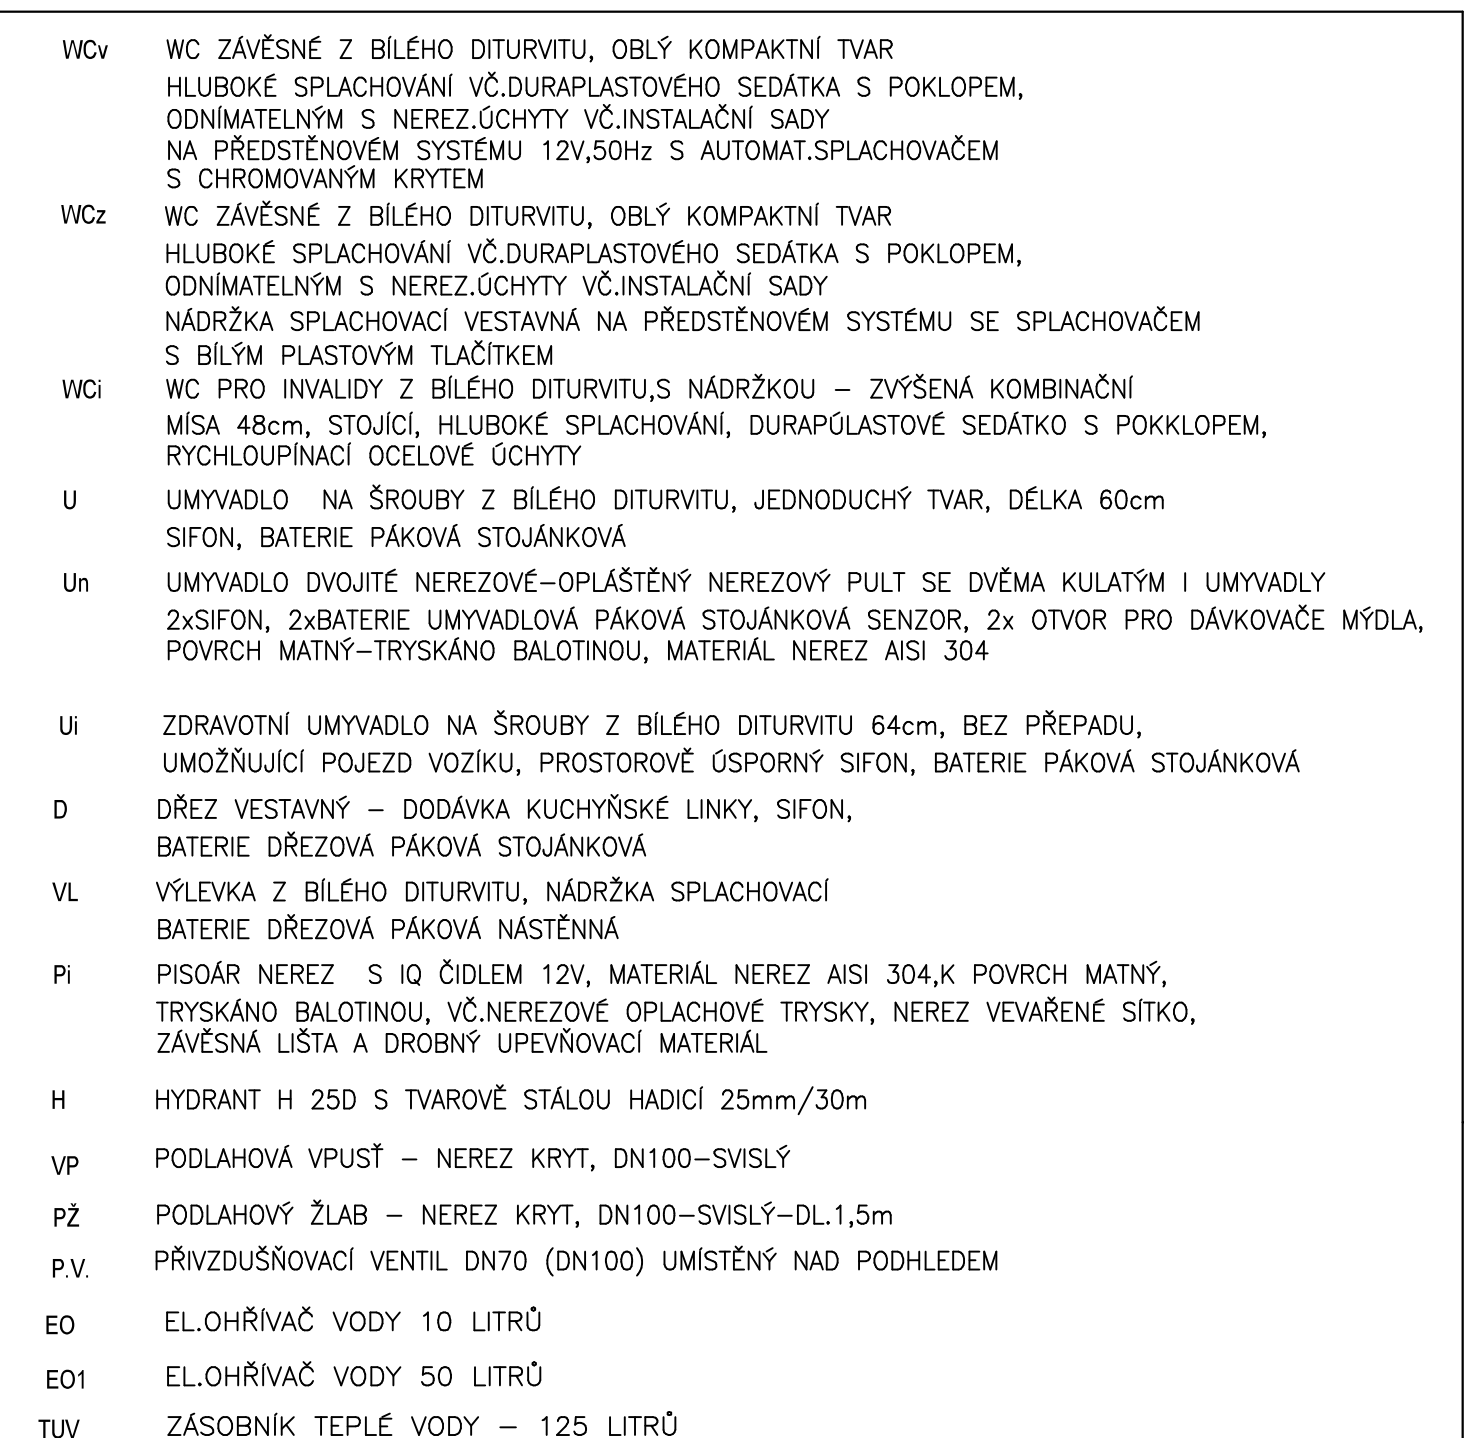 WCv WC ZÁVĚSNÉ Z BÍLÉHO DITURVITU, OBLÝ KOMPAKTNÍ TVAR
HLUBOKÉ SPLACHOVÁNÍ VČ.DURAPLASTOVÉHO SEDÁTKA S POKLOPEM,
ODNÍMATELNÝM S NEREZ.ÚCHYTY VČ.INSTALAČNÍ SADY
NA PŘEDSTĚNOVÉM SYSTÉMU 12V,50Hz S AUTOMAT.SPLACHOVAČEM
S CHROMOVANÝM KRYTEM
WCz WC ZÁVĚSNÉ Z BÍLÉHO DITURVITU, OBLÝ KOMPAKTNÍ TVAR
HLUBOKÉ SPLACHOVÁNÍ VČ.DURAPLASTOVÉHO SEDÁTKA S POKLOPEM,
ODNÍMATELNÝM S NEREZ.ÚCHYTY VČ.INSTALAČNÍ SADY
NÁDRŽKA SPLACHOVACÍ VESTAVNÁ NA PŘEDSTĚNOVÉM SYSTÉMU SE SPLACHOVAČEM
S BÍLÝM PLASTOVÝM TLAČÍTKEM
WCi WC PRO INVALIDY Z BÍLÉHO DITURVITU,S NÁDRŽKOU – ZVÝŠENÁ KOMBINAČNÍ
MÍSA 48cm, STOJÍCÍ, HLUBOKÉ SPLACHOVÁNÍ, DURAPÚLASTOVÉ SEDÁTKO S POKKLOPEM,
RYCHLOUPÍNACÍ OCELOVÉ ÚCHYTY
U UMYVADLO NA ŠROUBY Z BÍLÉHO DITURVITU, JEDNODUCHÝ TVAR, DÉLKA 60cm
SIFON, BATERIE PÁKOVÁ STOJÁNKOVÁ
Un UMYVADLO DVOJITÉ NEREZOVÉ–OPLÁŠTĚNÝ NEREZOVÝ PULT SE DVĚMA KULATÝM I UMYVADLY
2xSIFON, 2xBATERIE UMYVADLOVÁ PÁKOVÁ STOJÁNKOVÁ SENZOR, 2x OTVOR PRO DÁVKOVAČE MÝDLA,
POVRCH MATNÝ–TRYSKÁNO BALOTINOU, MATERIÁL NEREZ AISI 304
Ui ZDRAVOTNÍ UMYVADLO NA ŠROUBY Z BÍLÉHO DITURVITU 64cm, BEZ PŘEPADU,
UMOŽŇUJÍCÍ POJEZD VOZÍKU, PROSTOROVĚ ÚSPORNÝ SIFON, BATERIE PÁKOVÁ STOJÁNKOVÁ
D DŘEZ VESTAVNÝ – DODÁVKA KUCHYŇSKÉ LINKY, SIFON,
BATERIE DŘEZOVÁ PÁKOVÁ STOJÁNKOVÁ
VL VÝLEVKA Z BÍLÉHO DITURVITU, NÁDRŽKA SPLACHOVACÍ
BATERIE DŘEZOVÁ PÁKOVÁ NÁSTĚNNÁ
Pi PISOÁR NEREZ S IQ ČIDLEM 12V, MATERIÁL NEREZ AISI 304,K POVRCH MATNÝ,
TRYSKÁNO BALOTINOU, VČ.NEREZOVÉ OPLACHOVÉ TRYSKY, NEREZ VEVAŘENÉ SÍTKO,
ZÁVĚSNÁ LIŠTA A DROBNÝ UPEVŇOVACÍ MATERIÁL
H HYDRANT H 25D S TVAROVĚ STÁLOU HADICÍ 25mm/30m
VP PODLAHOVÁ VPUSŤ – NEREZ KRYT, DN100–SVISLÝ
PŽ PODLAHOVÝ ŽLAB – NEREZ KRYT, DN100–SVISLÝ–DL.1,5m
P.V. PŘIVZDUŠŇOVACÍ VENTIL DN70 (DN100) UMÍSTĚNÝ NAD PODHLEDEM
EO EL.OHŘÍVAČ VODY 10 LITRŮ
EO1 EL.OHŘÍVAČ VODY 50 LITRŮ
TUV ZÁSOBNÍK TEPLÉ VODY – 125 LITRŮ